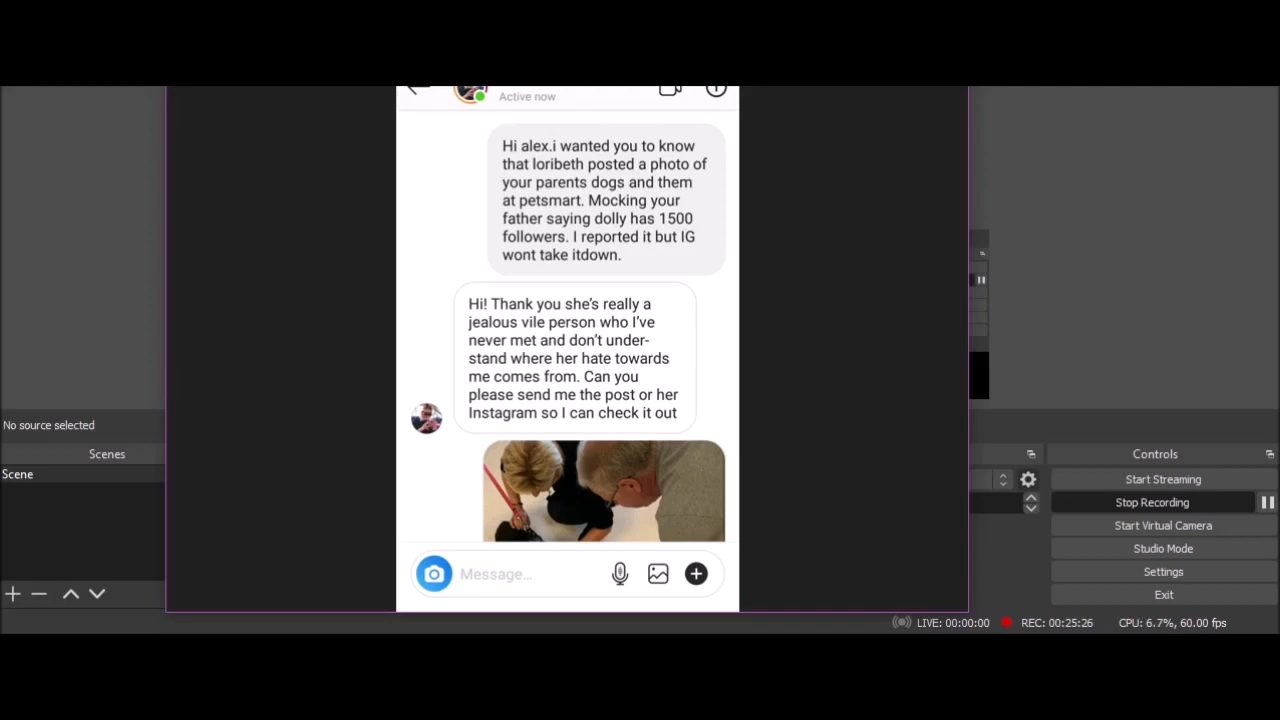 Active now
Hi alex.i wanted you to know
that loribeth posted a photo of
your parents dogs and them
at petsmart. Mocking your
father saying dolly has 1500
followers. I reported it but IG
wont take itdown.
Hi! Thank you she's really a
jealous vile person who I've
never met and don't under-
stand where her hate towards
me comes from. Can you
please send me the post or her
Instagram so I can check it out
Message...
No source selected
Scenes
Scene
Controls
Start Streaming
Stop Recording
Start Virtual Camera
Studio Mode
Settings
Exit
LIVE: 00:00:00
REC: 00:25:26
CPU: 6.7%, 60.00 fps